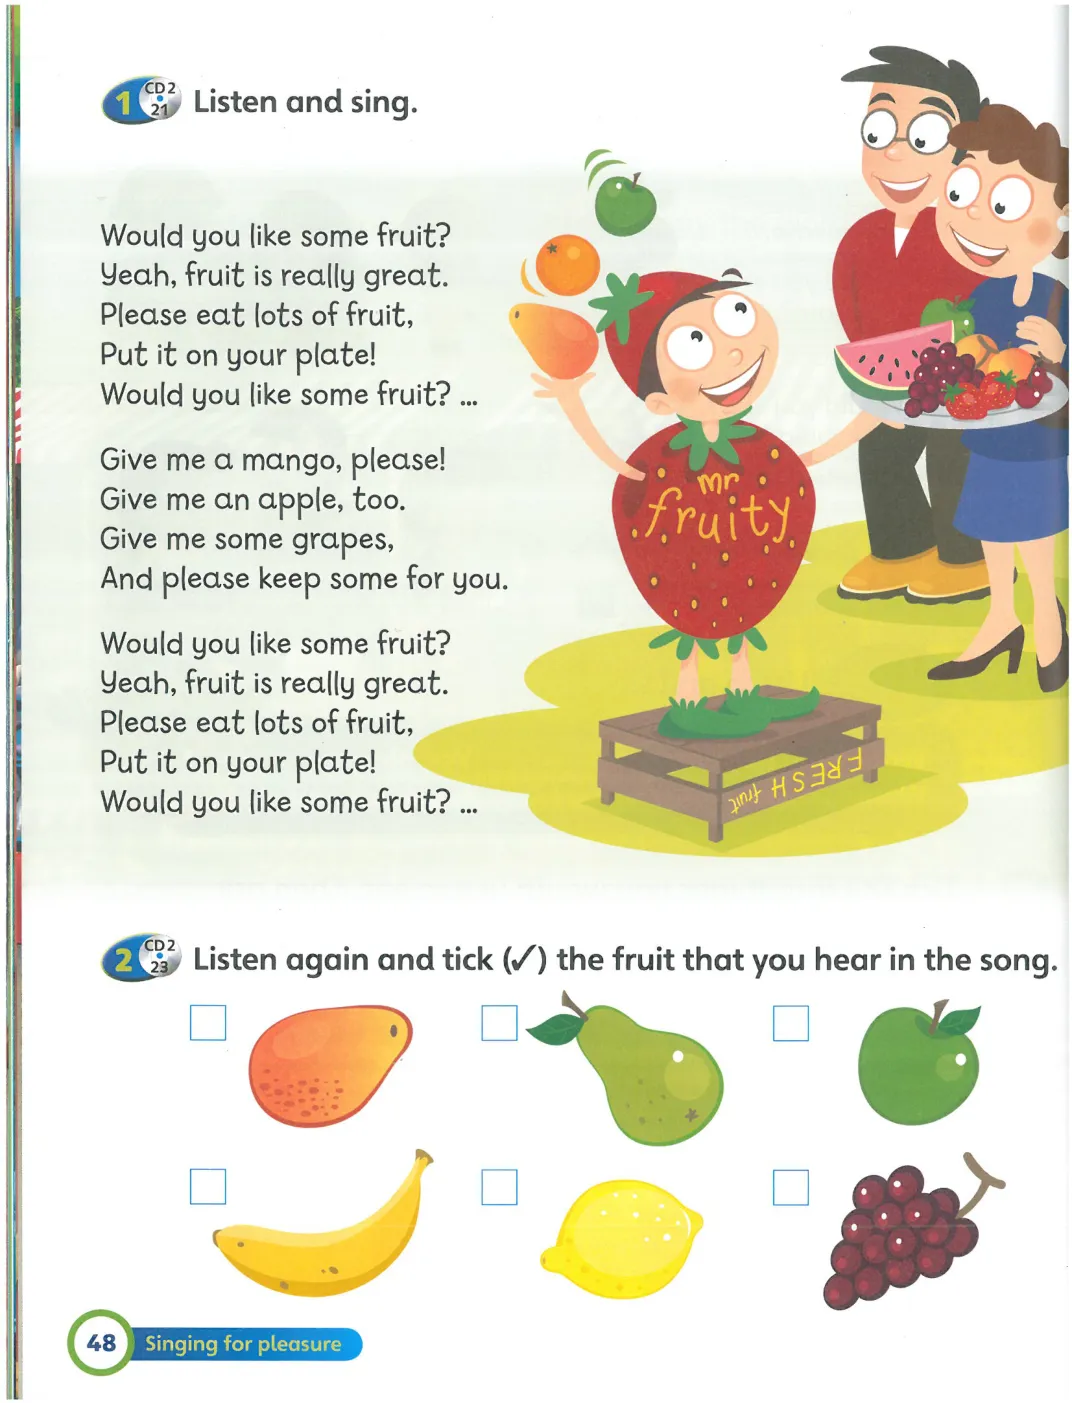 1 CD2 21 Listen and sing.
Would you like some fruit?
Yeah, fruit is really great.
Please eat lots of fruit,
Put it on your plate!
Would you like some fruit? ...
Give me a mango, please!
Give me an apple, too.
Give me some grapes,
And please keep some for you.
Would you like some fruit?
Yeah, fruit is really great.
Please eat lots of fruit,
Put it on your plate!
Would you like some fruit? ...
mr
fruity
FRESH fruit
2 CD2 23 Listen again and tick (✓) the fruit that you hear in the song.
48 Singing for pleasure